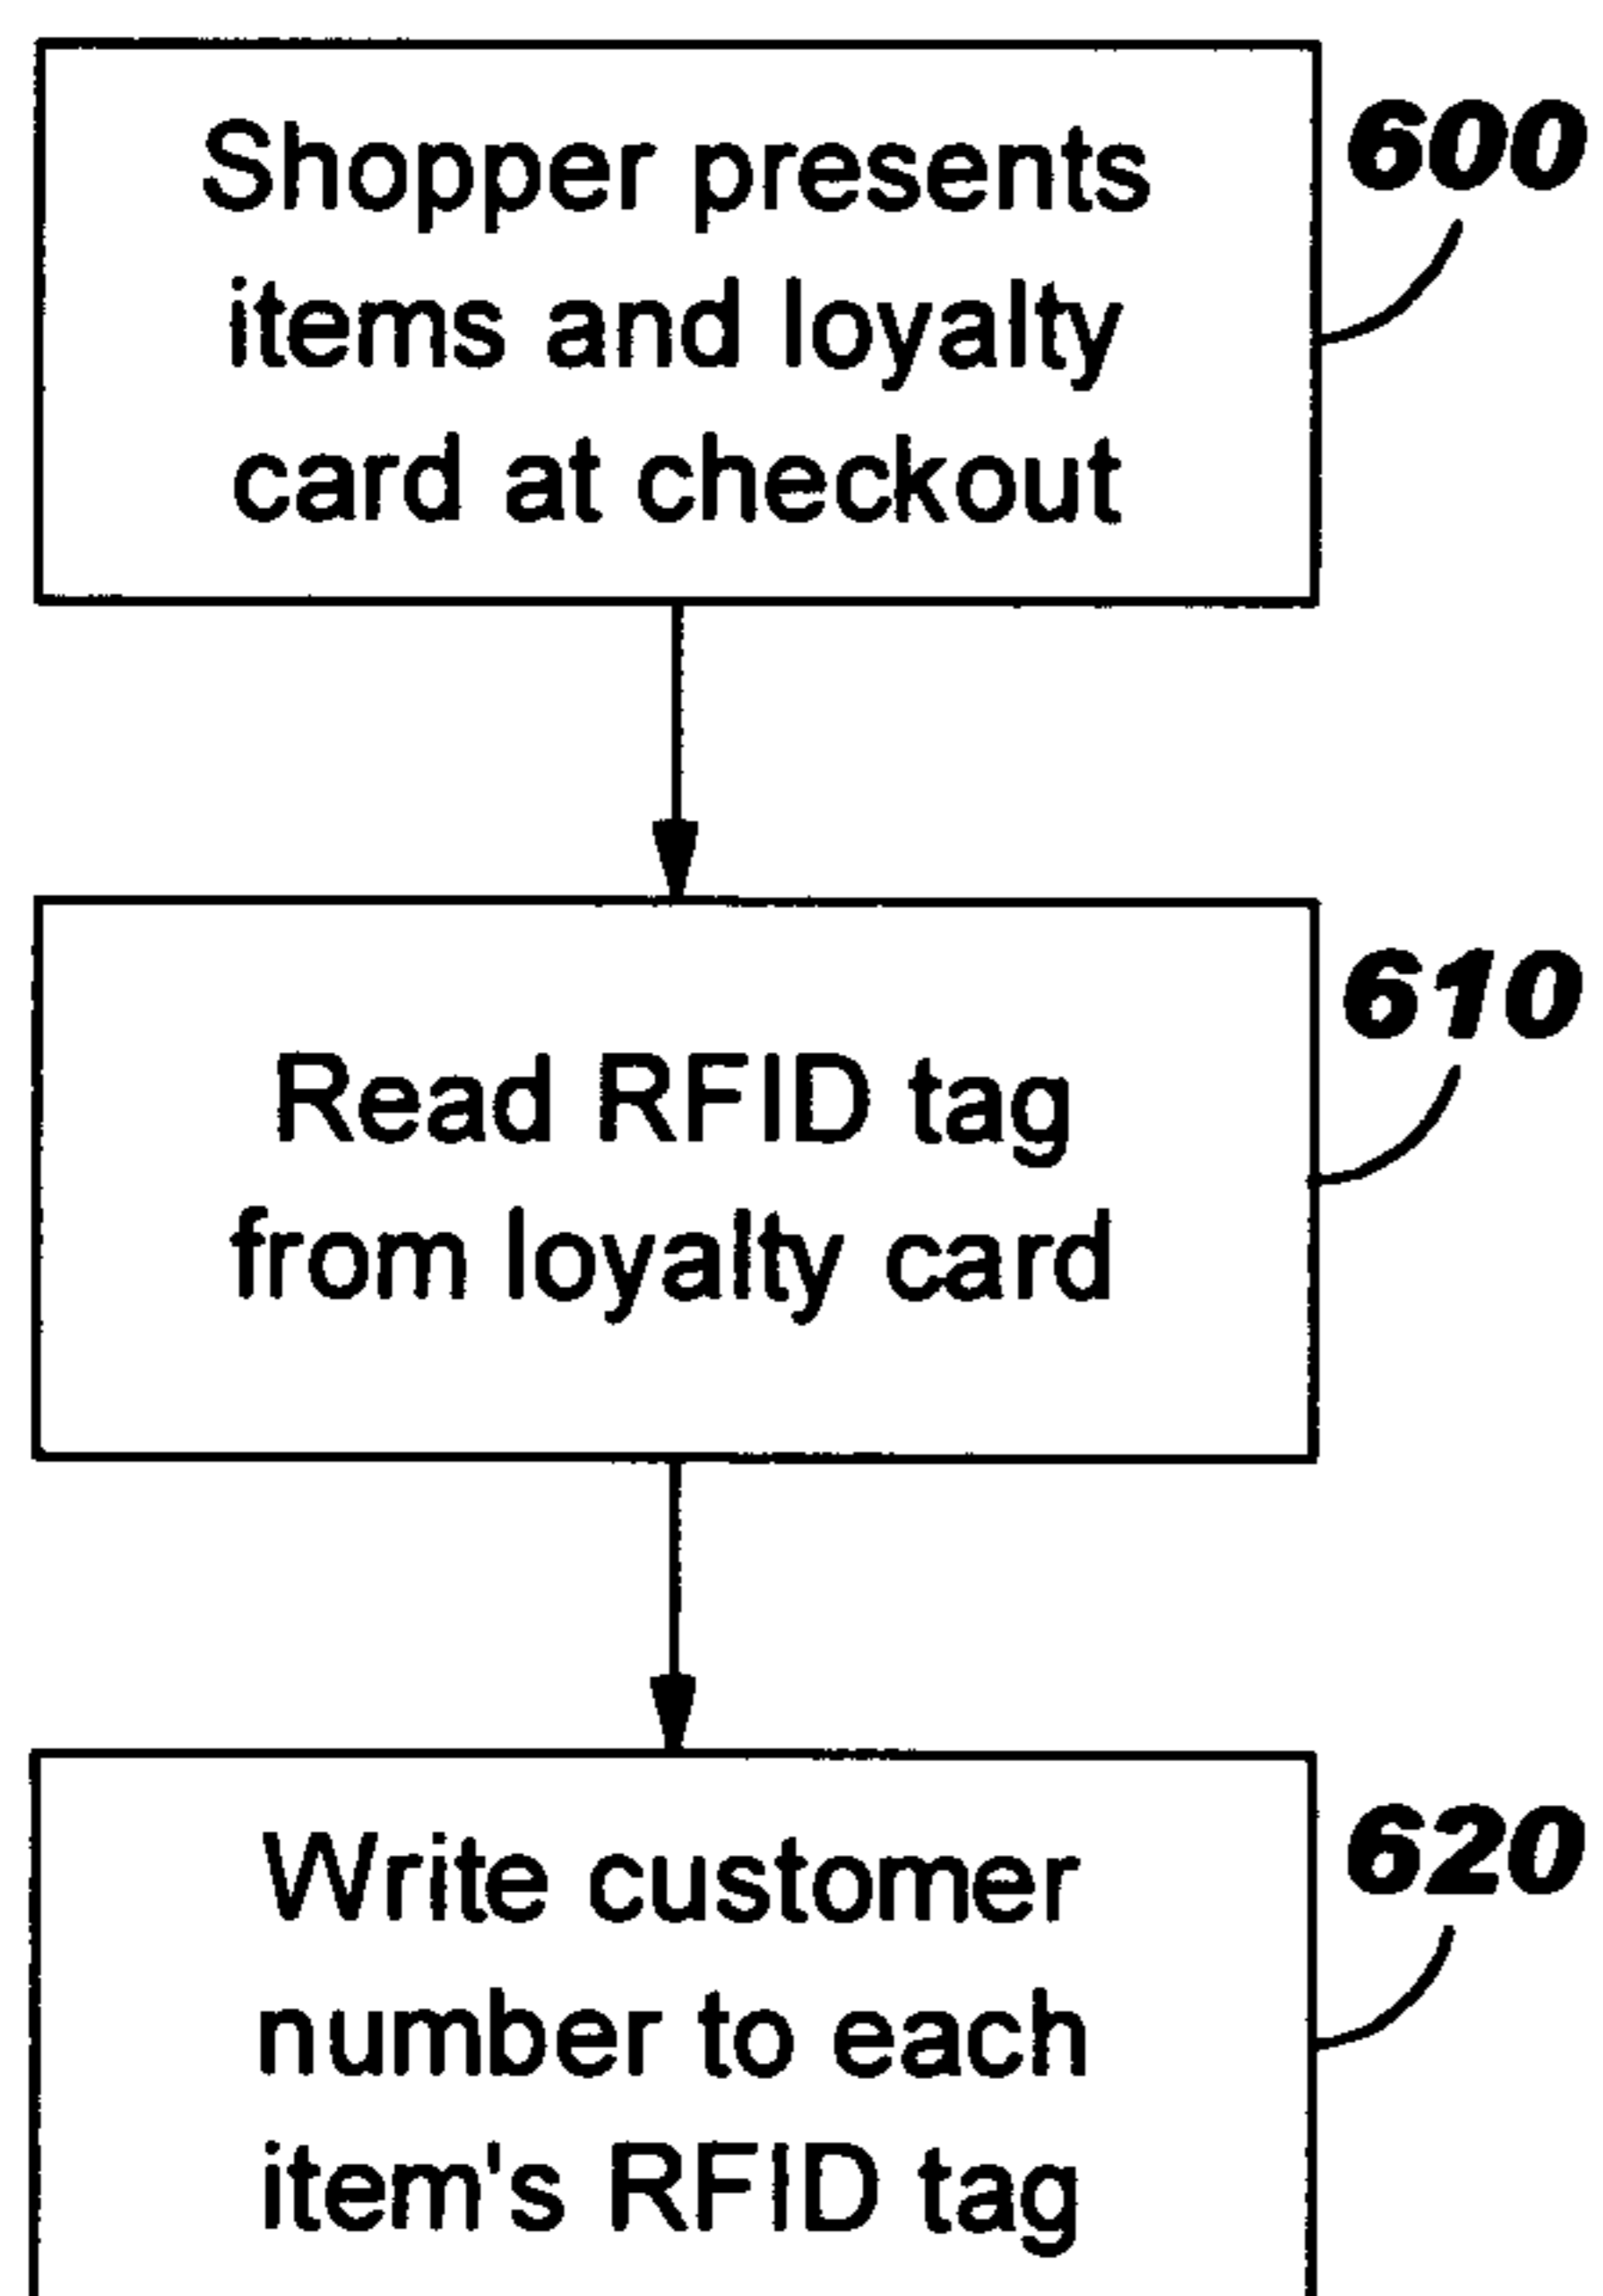 Shopper presents
items and loyalty
card at checkout
600
Read RFID tag
from loyalty card
610
Write customer
number to each
item's RFID tag
620